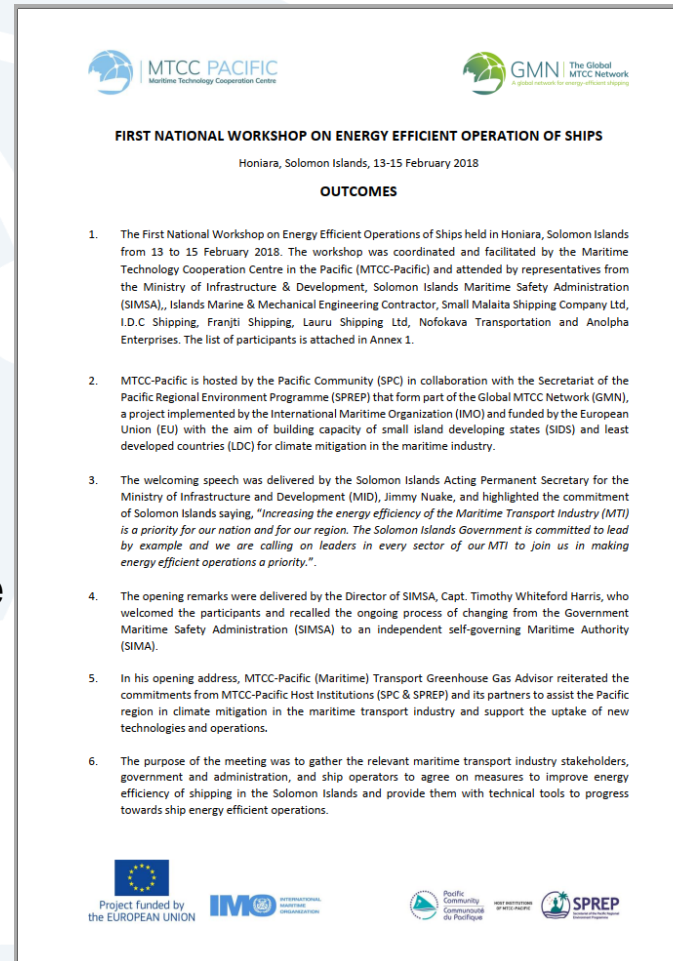 MTCC PACIFIC
Maritime Technology Cooperation Centre
GMN | The Global
MTCC Network
A global network for energy efficient shipping
FIRST NATIONAL WORKSHOP ON ENERGY EFFICIENT OPERATION OF SHIPS
Honiara, Solomon Islands, 13-15 February 2018
OUTCOMES
1. The First National Workshop on Energy Efficient Operations of Ships held in Honiara, Solomon Islands
from 13 to 15 February 2018. The workshop was coordinated and facilitated by the Maritime
Technology Cooperation Centre in the Pacific (MTCC-Pacific) and attended by representatives from
the Ministry of Infrastructure & Development, Solomon Islands Maritime Safety Administration
(SIMSA),, Islands Marine & Mechanical Engineering Contractor, Small Malaita Shipping Company Ltd,
I.D.C Shipping, Franjti Shipping, Lauru Shipping Ltd, Nofokava Transportation and Anolpha
Enterprises. The list of participants is attached in Annex 1.
2. MTCC-Pacific is hosted by the Pacific Community (SPC) in collaboration with the Secretariat of the
Pacific Regional Environment Programme (SPREP) that form part of the Global MTCC Network (GMN),
a project implemented by the International Maritime Organization (IMO) and funded by the European
Union (EU) with the aim of building capacity of small island developing states (SIDS) and least
developed countries (LDC) for climate mitigation in the maritime industry.
3. The welcoming speech was delivered by the Solomon Islands Acting Permanent Secretary for the
Ministry of Infrastructure and Development (MID), Jimmy Nuake, and highlighted the commitment
of Solomon Islands saying, "Increasing the energy efficiency of the Maritime Transport Industry (MTI)
is a priority for our nation and for our region. The Solomon Islands Government is committed to lead
by example and we are calling on leaders in every sector of our MTI to join us in making
energy efficient operations a priority.".
e
4. The opening remarks were delivered by the Director of SIMSA, Capt. Timothy Whiteford Harris, who
welcomed the participants and recalled the ongoing process of changing from the Government
Maritime Safety Administration (SIMSA) to an independent self-governing Maritime Authority
(SIMA).
5. In his opening address, MTCC-Pacific (Maritime) Transport Greenhouse Gas Advisor reiterated the
commitments from MTCC-Pacific Host Institutions (SPC & SPREP) and its partners to assist the Pacific
region in climate mitigation in the maritime transport industry and support the uptake of new
technologies and operations.
6. The purpose of the meeting was to gather the relevant maritime transport industry stakeholders,
government and administration, and ship operators to agree on measures to improve energy
efficiency of shipping in the Solomon Islands and provide them with technical tools to progress
towards ship energy efficient operations.
Project funded by
the EUROPEAN UNION
IMO
INTERNATIONAL
MARITIME
ORGANIZATION
Pacific
Community
Communauté
du Pacifique
HOST INSTITUTIONS
OF MTCC-PACIFIC
SPREP
Secretariat of the Pacific Regional
Environment Programme